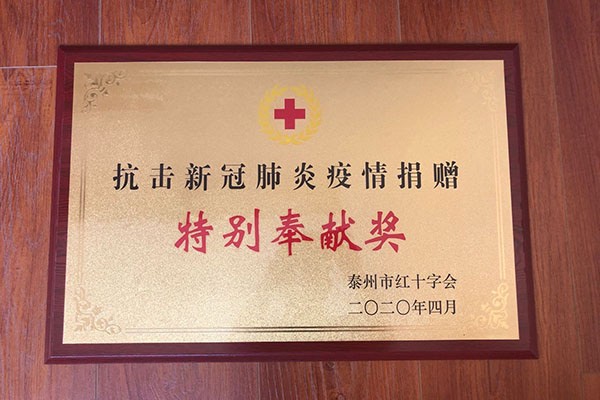 抗击新冠肺炎疫情捐赠
特别奉献奖
泰州市红十字会
二〇二〇年四月